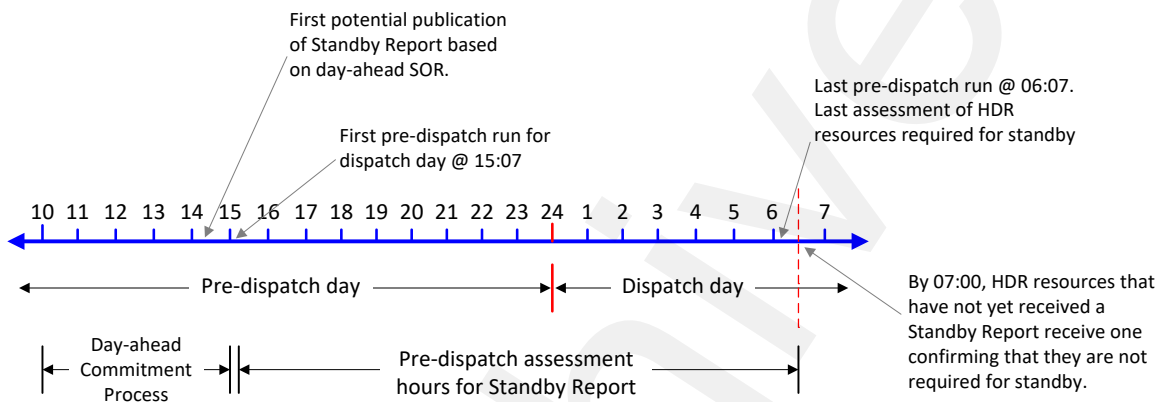 First potential publication
of Standby Report based
on day-ahead SOR.
Last pre-dispatch run @ 06:07.
Last assessment of HDR
resources required for standby
First pre-dispatch run for
dispatch day @ 15:07
10 11 12 13 14 15 16 17 18 19 20 21 22 23 24 1 2 3 4 5 6 7
Pre-dispatch day
Dispatch day
By 07:00, HDR resources that
have not yet received a
Standby Report receive one
confirming that they are not
required for standby.
Day-ahead
Commitment
Process
Pre-dispatch assessment
hours for Standby Report